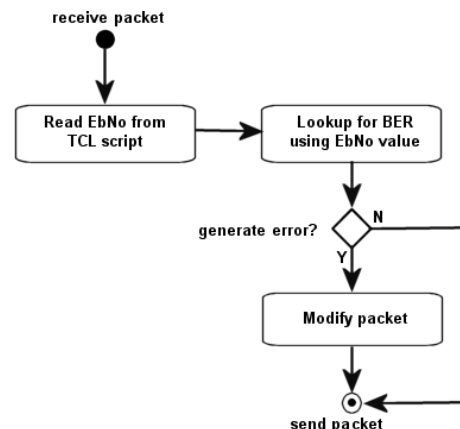 receive packet
Read EbNo from
TCL script
Lookup for BER
using EbNo value
generate error?
N
Y
Modify packet
send packet